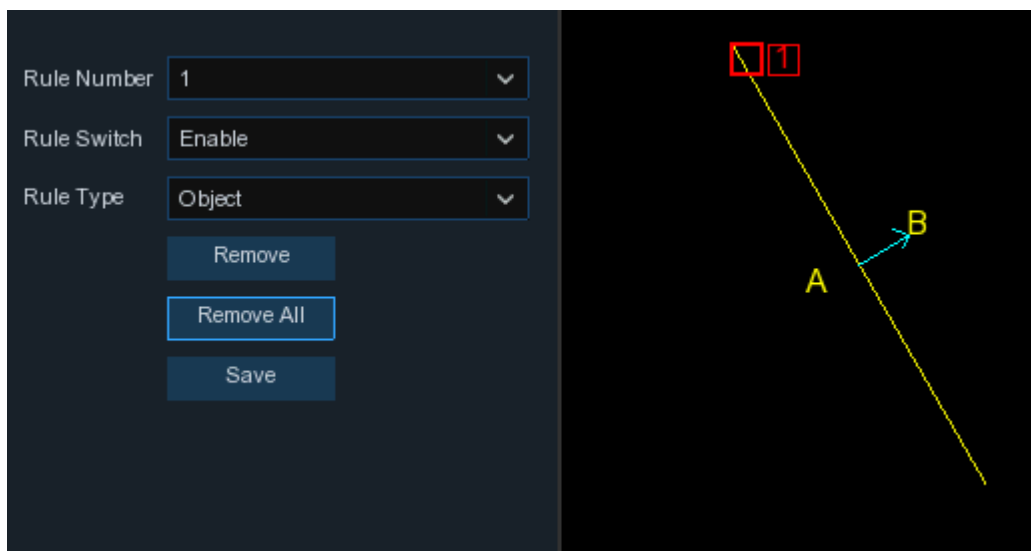 Rule Number 1
Rule Switch Enable
Rule Type Object
Remove
Remove All
Save
1
B
A